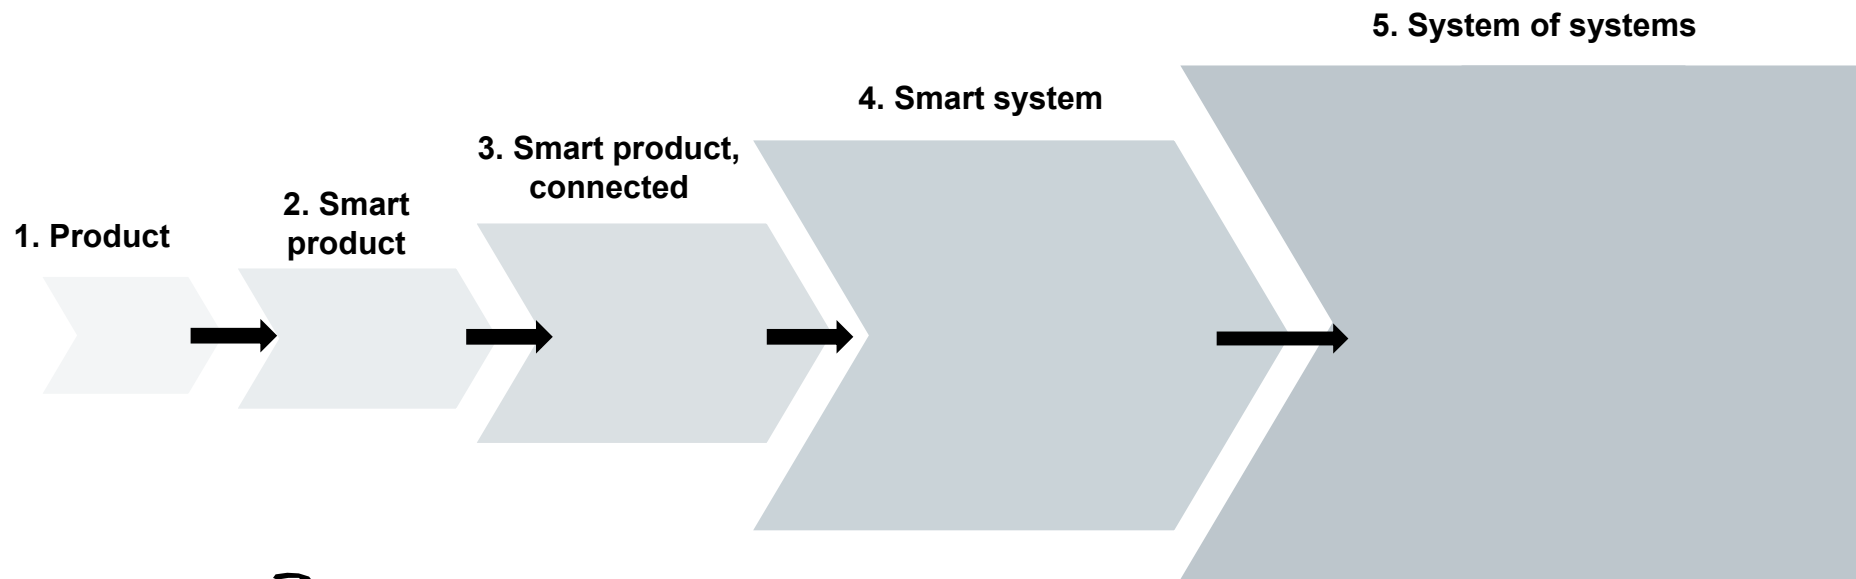 1. Product
2. Smart
product
3. Smart product,
connected
4. Smart system
5. System of systems